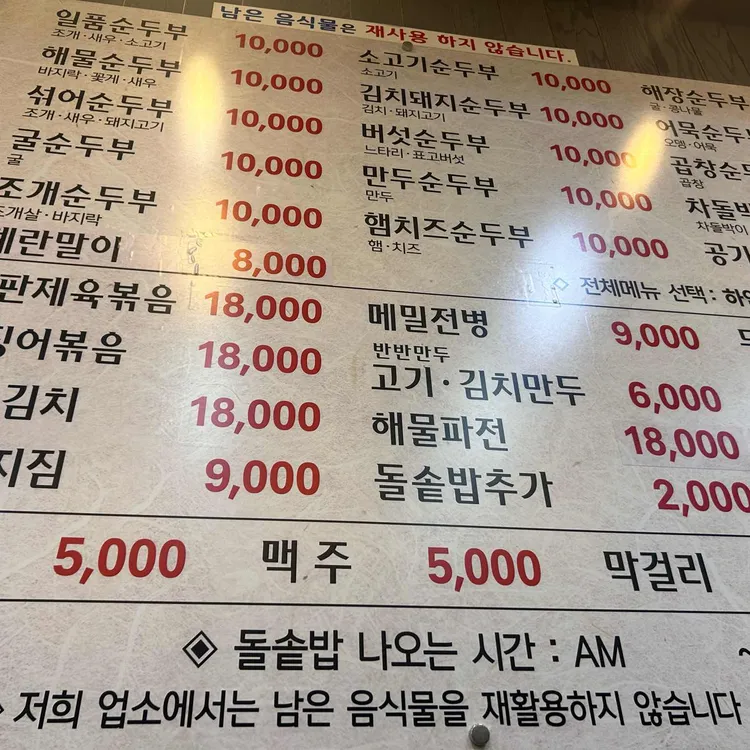 남은 음식물은 재사용 하지 않습니다.
일품순두부 10,000
조개·새우·소고기
해물순두부 10,000
바지락·꽃게·새우
섞어순두부 10,000
조개·새우·돼지고기
굴순두부 10,000
굴
조개순두부 10,000
조개살·바지락
계란말이 8,000
판제육볶음 18,000
징어볶음 18,000
김치 18,000
지짐 9,000
소고기순두부 10,000
소고기
김치돼지순두부 10,000
김치·돼지고기
버섯순두부 10,000
느타리·표고버섯
만두순두부 10,000
만두
햄치즈순두부 10,000
햄·치즈
해장순두부
굴·콩나물
어묵순두부
오뎅·어묵
곱창순두
곱창
차돌박
차돌박이
공기
◇ 전체메뉴 선택 : 하얀
메밀전병 9,000
반반만두
고기·김치만두 6,000
해물파전 18,000
돌솥밥추가 2,000
5,000 맥주 5,000 막걸리
◈ 돌솥밥 나오는 시간 : AM ~
저희 업소에서는 남은 음식물을 재활용하지 않습니다